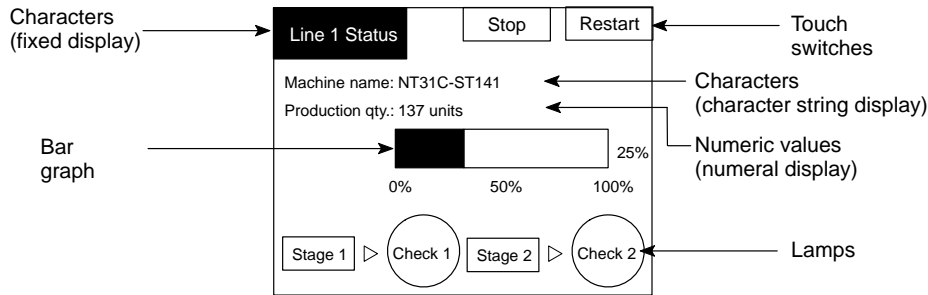 Characters
(fixed display)
Line 1 Status
Stop
Restart
Touch
switches
Machine name: NT31C-ST141
Characters
(character string display)
Production qty.: 137 units
Numeric values
(numeral display)
Bar
graph
25%
0% 50% 100%
Stage 1
Check 1
Stage 2
Check 2
Lamps